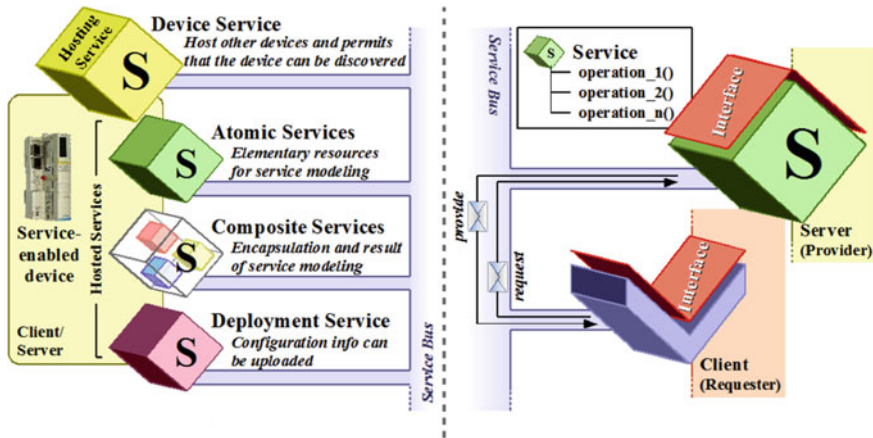 Device Service
Host other devices and permits
that the device can be discovered
Hosting
Service
S
Atomic Services
Elementary resources
for service modeling
S
Composite Services
Encapsulation and result
of service modeling
S
Deployment Service
Configuration info can
be uploaded
S
Service-
enabled
device
Hosted Services
Client/
Server
Service Bus
Service Bus
S
Service
operation_1()
operation_2()
operation_n()
Interface
S
Server
(Provider)
provide
request
Interface
Client
(Requester)